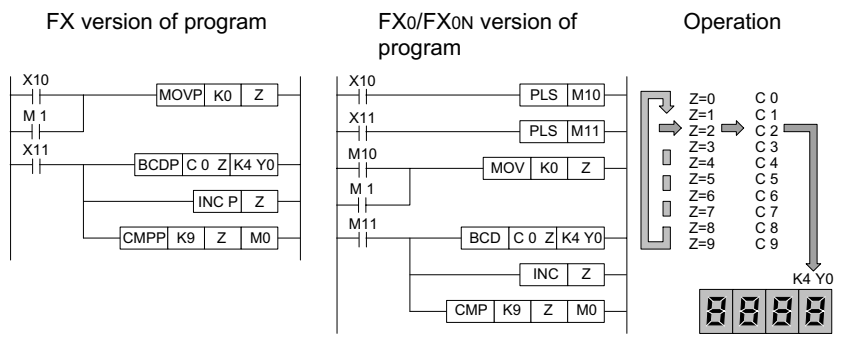 FX version of program
X10
MOVP K0 Z
M 1
X11
BCDP C 0 Z K4 Y0
INC P Z
CMPP K9 Z M0
FX0/FX0N version of
program
X10
PLS M10
X11
PLS M11
M10
MOV K0 Z
M 1
M11
BCD C 0 Z K4 Y0
INC Z
CMP K9 Z M0
Operation
Z=0 C 0
Z=1 C 1
Z=2 C 2
Z=3 C 3
Z=4 C 4
Z=5 C 5
Z=6 C 6
Z=7 C 7
Z=8 C 8
Z=9 C 9
K4 Y0
8888